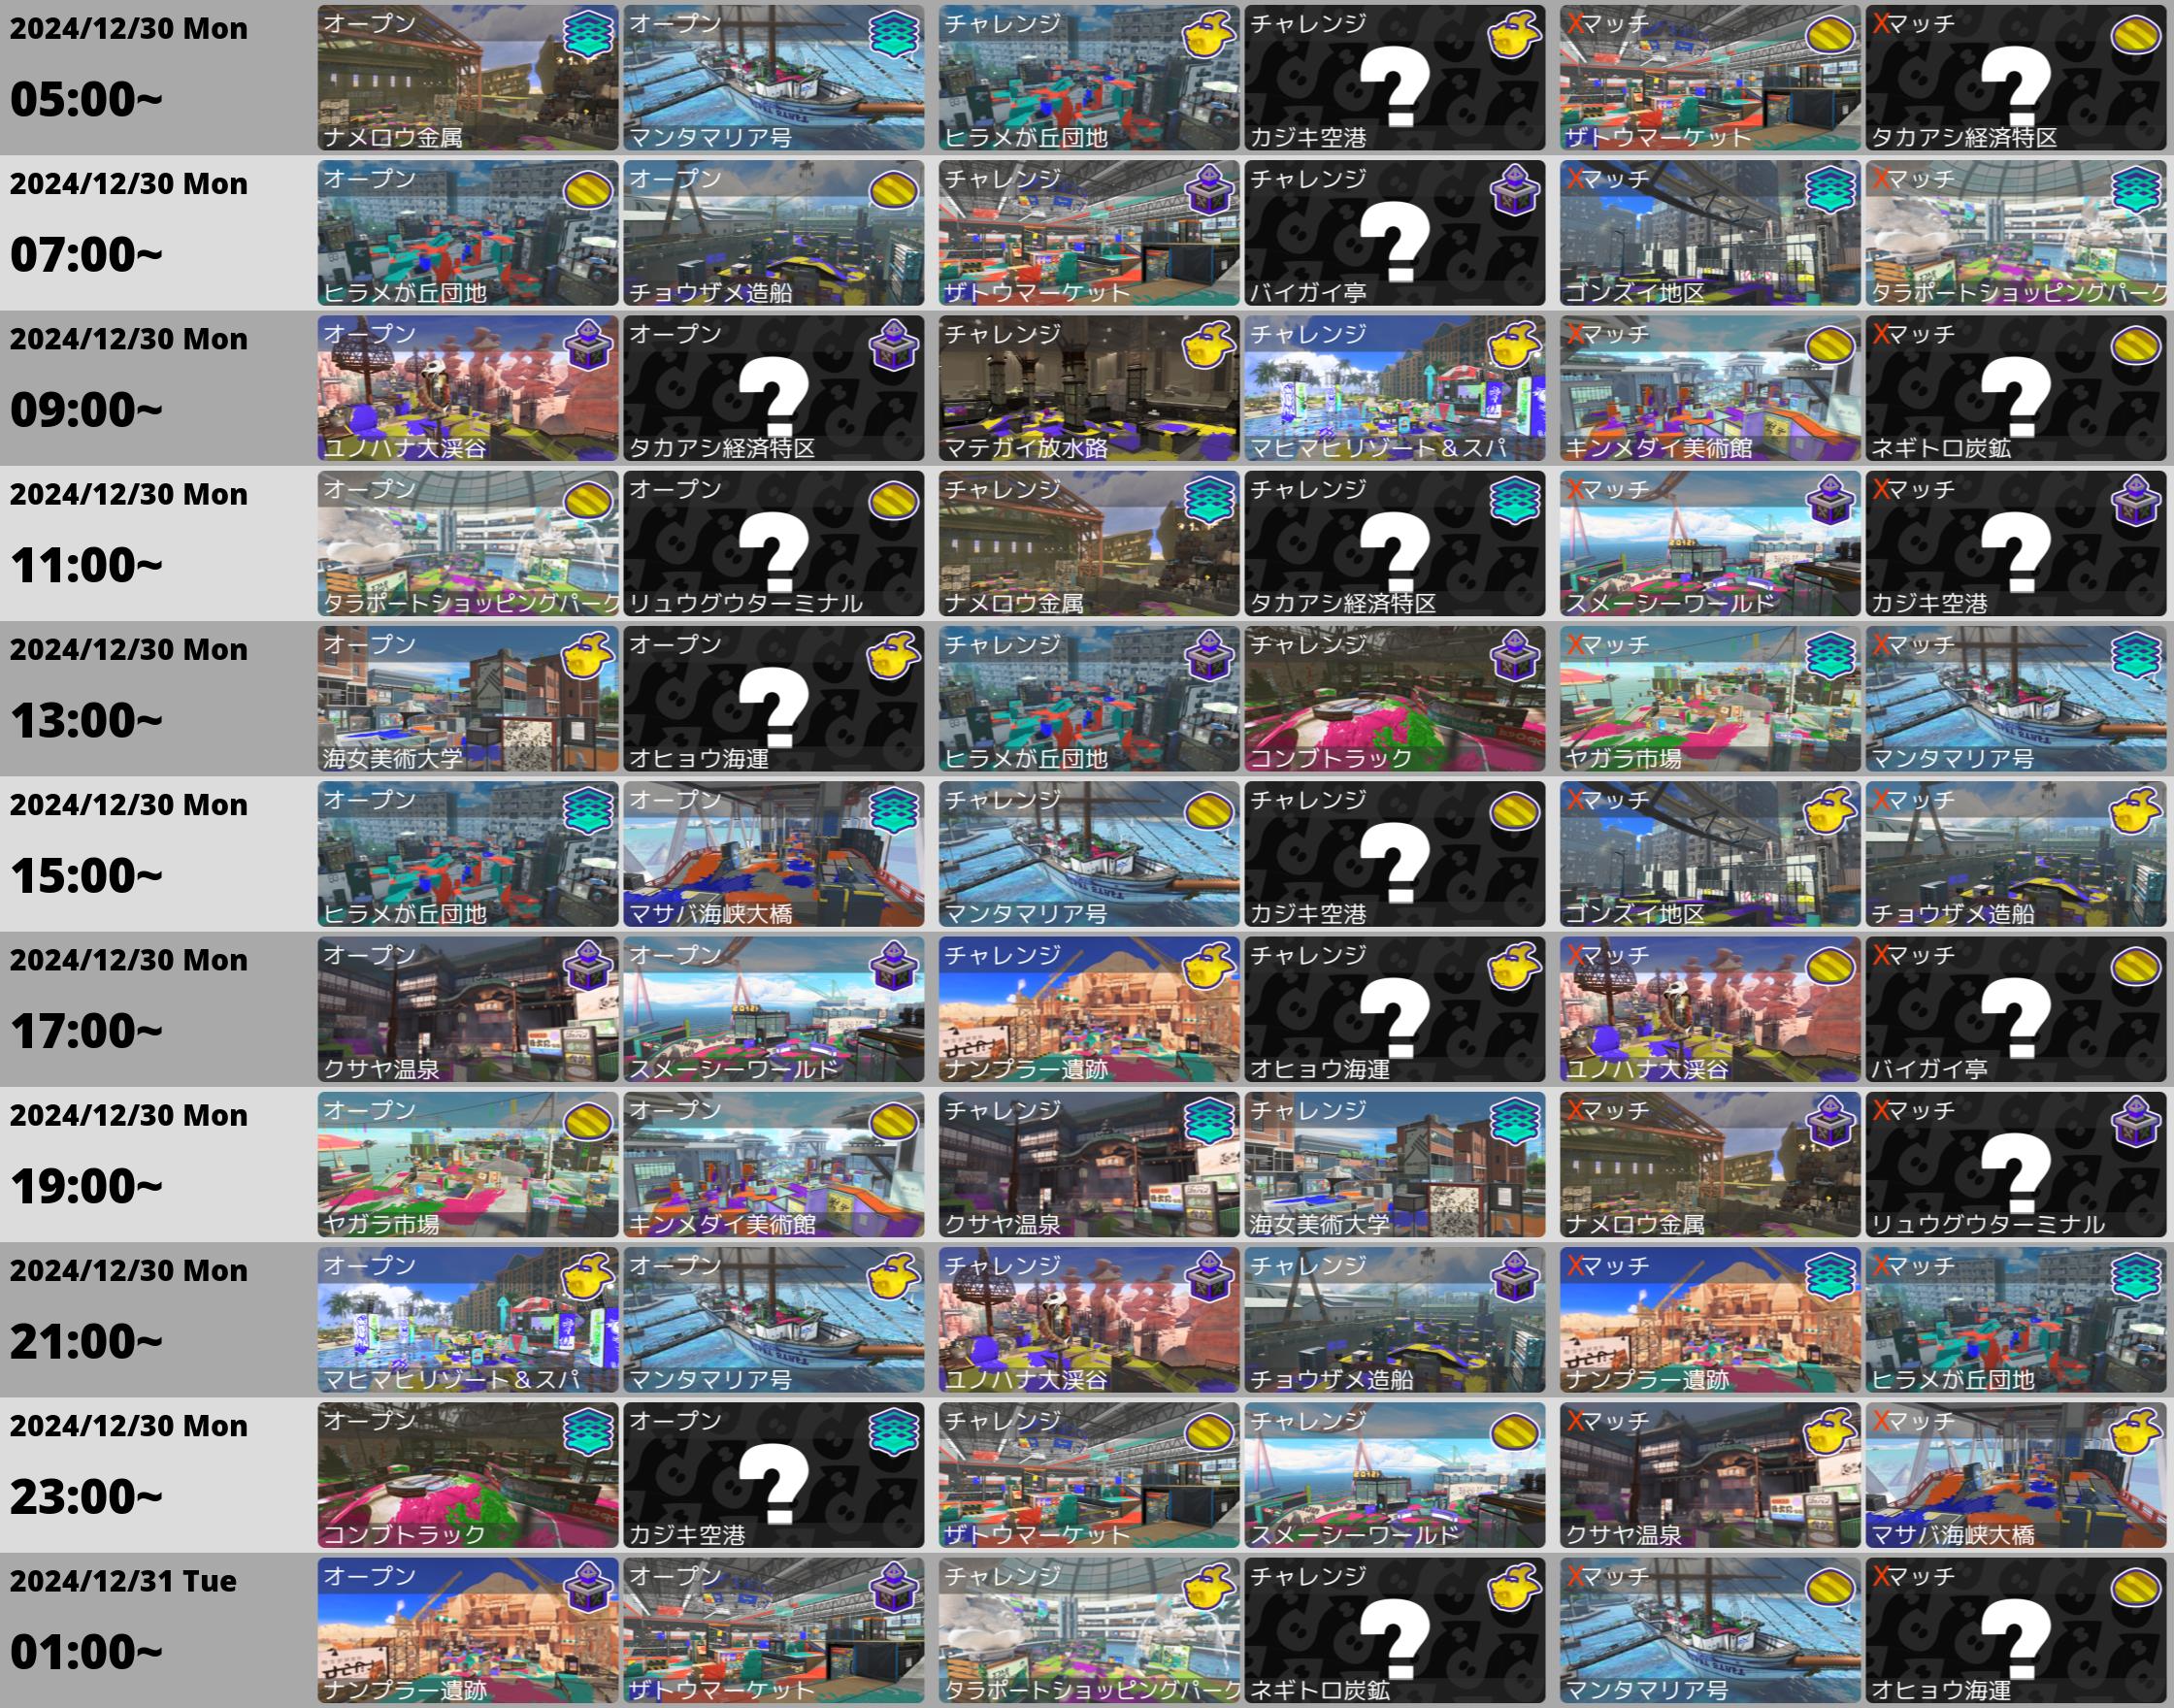 2024/12/30 Mon
05:00~
オープン
ナメロウ金属
オープン
マンタマリア号
チャレンジ
ヒラメが丘団地
チャレンジ
カジキ空港
Xマッチ
ザトウマーケット
Xマッチ
タカアシ経済特区
2024/12/30 Mon
07:00~
オープン
ヒラメが丘団地
オープン
チョウザメ造船
チャレンジ
ザトウマーケット
チャレンジ
バイガイ亭
Xマッチ
ゴンズイ地区
Xマッチ
タラポートショッピングパーク
2024/12/30 Mon
09:00~
オープン
ユノハナ大渓谷
オープン
タカアシ経済特区
チャレンジ
マテガイ放水路
チャレンジ
マヒマヒリゾート&スパ
Xマッチ
キンメダイ美術館
Xマッチ
ネギトロ炭鉱
2024/12/30 Mon
11:00~
オープン
タラポートショッピングパーク
オープン
リュウグウターミナル
チャレンジ
ナメロウ金属
チャレンジ
タカアシ経済特区
Xマッチ
スメーシーワールド
Xマッチ
カジキ空港
2024/12/30 Mon
13:00~
オープン
海女美術大学
オープン
オヒョウ海運
チャレンジ
ヒラメが丘団地
チャレンジ
コンブトラック
Xマッチ
ヤガラ市場
Xマッチ
マンタマリア号
2024/12/30 Mon
15:00~
オープン
ヒラメが丘団地
オープン
マサバ海峡大橋
チャレンジ
マンタマリア号
チャレンジ
カジキ空港
Xマッチ
ゴンズイ地区
Xマッチ
チョウザメ造船
2024/12/30 Mon
17:00~
オープン
クサヤ温泉
オープン
スメーシーワールド
チャレンジ
ナンプラー遺跡
チャレンジ
オヒョウ海運
Xマッチ
ユノハナ大渓谷
Xマッチ
バイガイ亭
2024/12/30 Mon
19:00~
オープン
ヤガラ市場
オープン
キンメダイ美術館
チャレンジ
クサヤ温泉
チャレンジ
海女美術大学
Xマッチ
ナメロウ金属
Xマッチ
リュウグウターミナル
2024/12/30 Mon
21:00~
オープン
マヒマヒリゾート&スパ
オープン
マンタマリア号
チャレンジ
ユノハナ大渓谷
チャレンジ
チョウザメ造船
Xマッチ
ナンプラー遺跡
Xマッチ
ヒラメが丘団地
2024/12/30 Mon
23:00~
オープン
コンブトラック
オープン
カジキ空港
チャレンジ
ザトウマーケット
チャレンジ
スメーシーワールド
Xマッチ
クサヤ温泉
Xマッチ
マサバ海峡大橋
2024/12/31 Tue
01:00~
オープン
ナンプラー遺跡
オープン
ザトウマーケット
チャレンジ
タラポートショッピングパーク
チャレンジ
ネギトロ炭鉱
Xマッチ
マンタマリア号
Xマッチ
オヒョウ海運